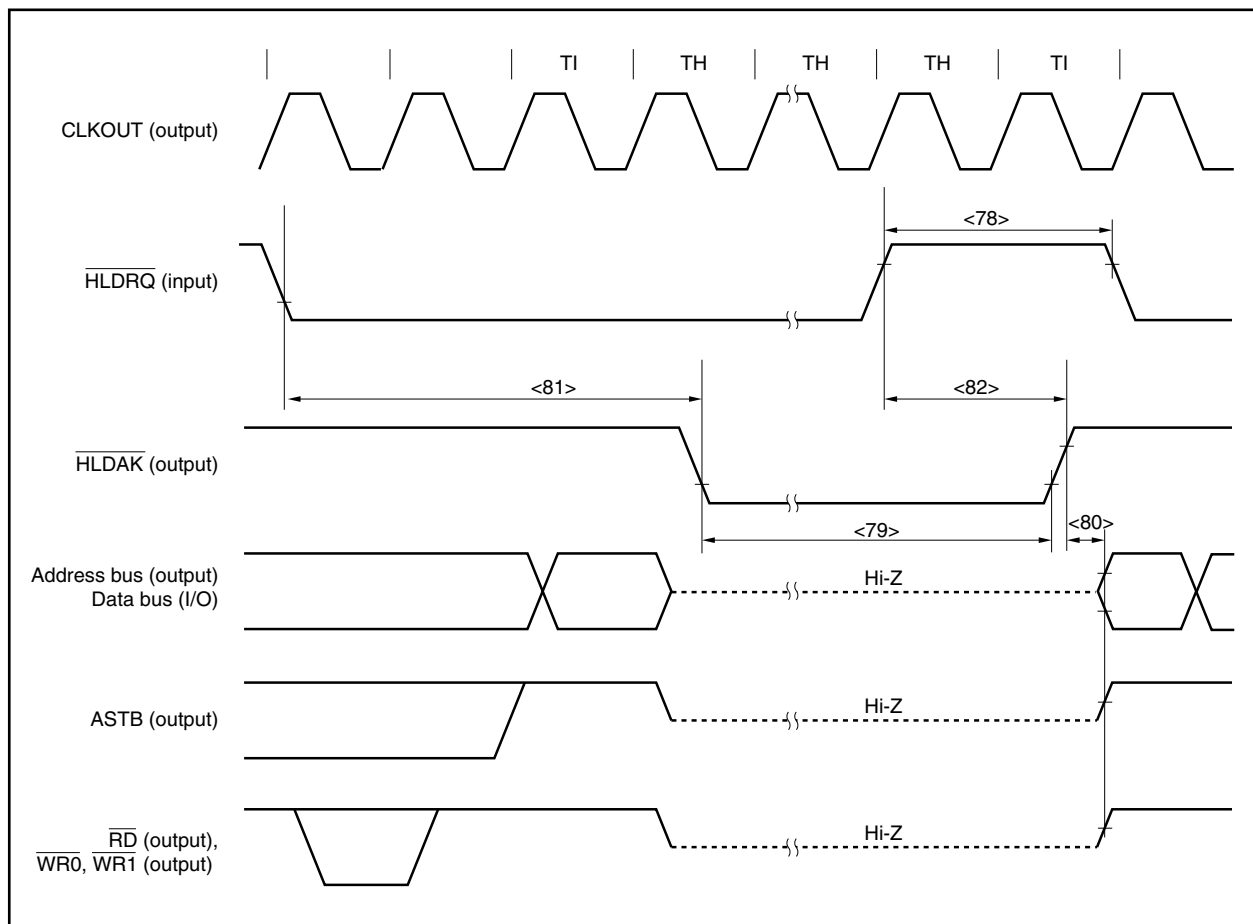 TI TH TH TH TI
CLKOUT (output)
<78>
HLDRQ (input)
<81> <82>
HLDAK (output)
<79> <80>
Address bus (output)
Data bus (I/O)
Hi-Z
ASTB (output)
Hi-Z
RD (output),
WR0, WR1 (output)
Hi-Z